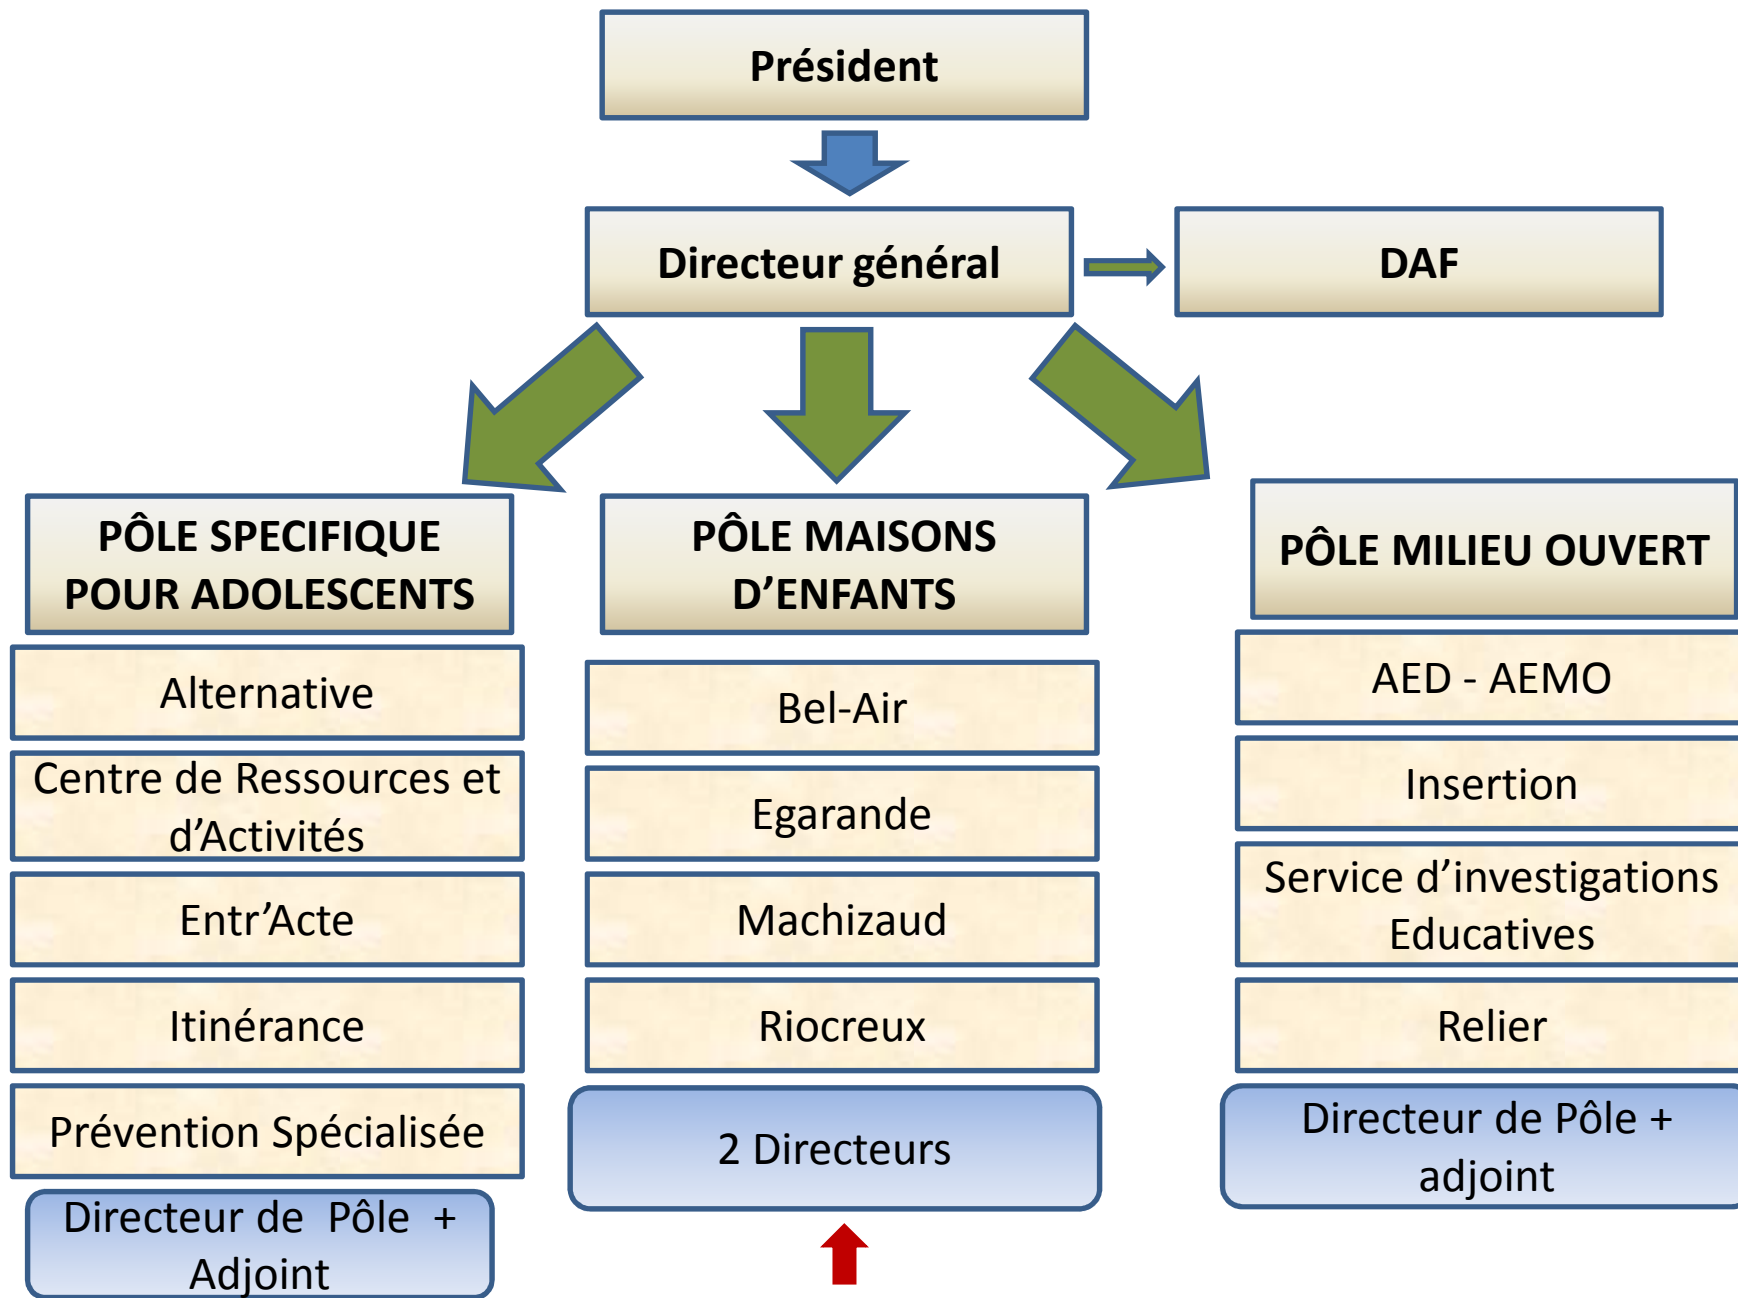 Président
Directeur général
DAF
PÔLE SPECIFIQUE
POUR ADOLESCENTS
Alternative
Centre de Ressources et
d’Activités
Entr’Acte
Itinérance
Prévention Spécialisée
Directeur de  Pôle  +
Adjoint
PÔLE MAISONS
D’ENFANTS
Bel-Air
Egarande
Machizaud
Riocreux
2 Directeurs
PÔLE MILIEU OUVERT
AED - AEMO
Insertion
Service d’investigations
Educatives
Relier
Directeur de Pôle +
adjoint